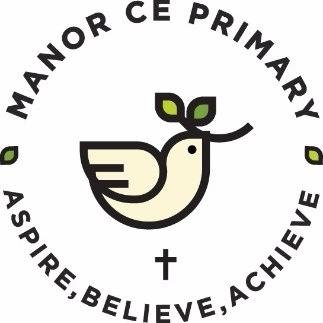 MANOR CE PRIMARY
ASPIRE, BELIEVE, ACHIEVE